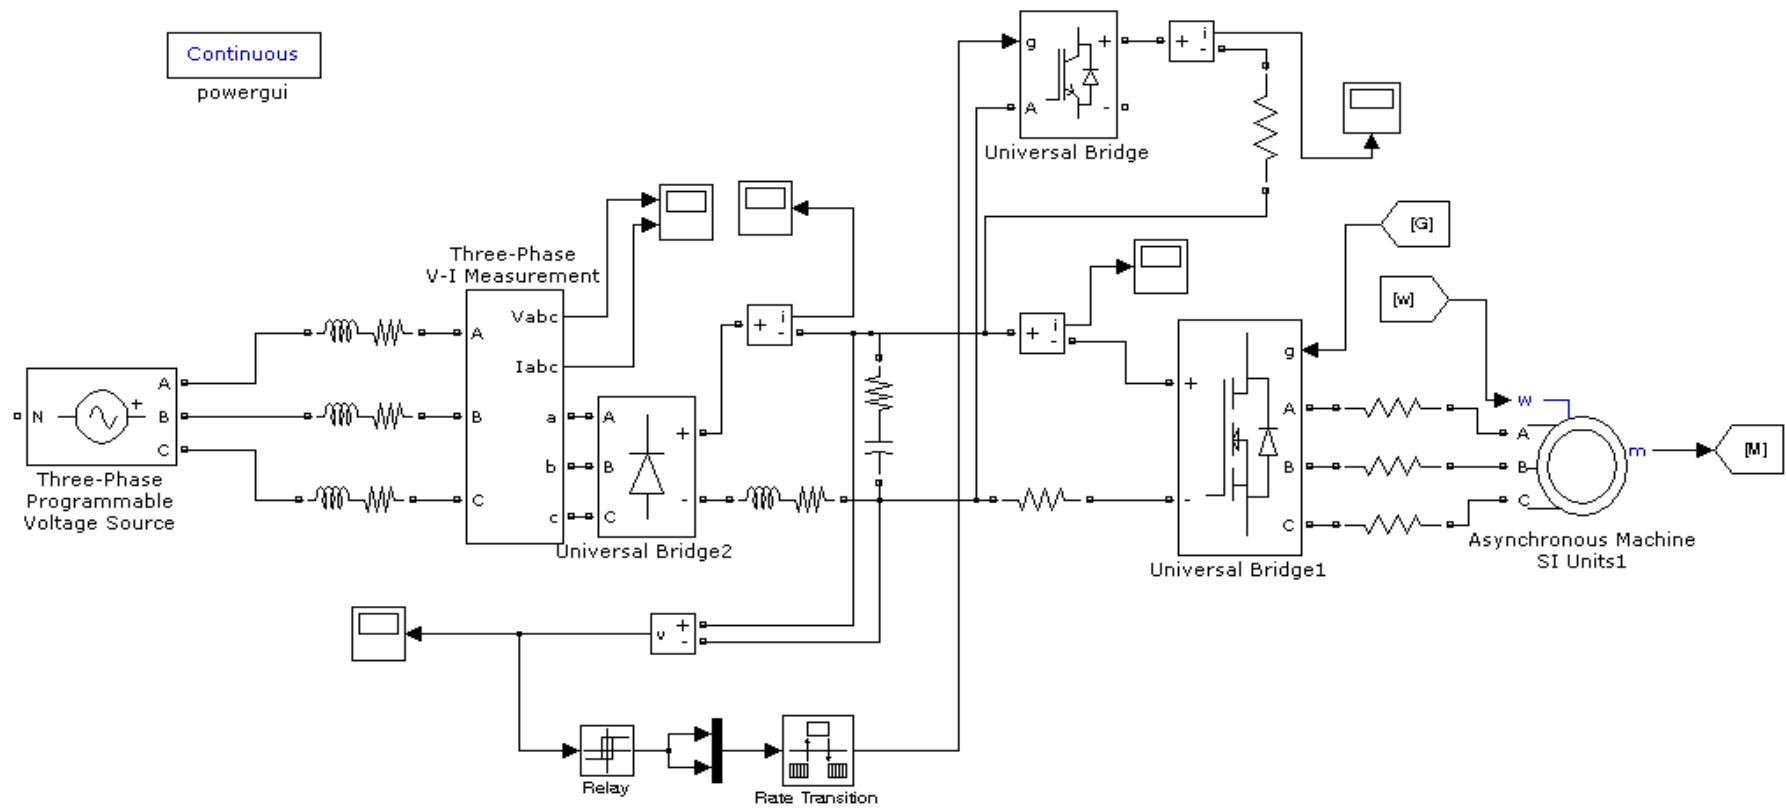 Continuous
powergui
g
+
A
-
Universal Bridge
+
i
-
[G]
[w]
Three-Phase
V-I Measurement
A
B
C
Vabc
Iabc
a
b
c
+
i
-
+
i
-
N
+
A
B
C
Three-Phase
Programmable
Voltage Source
A
B
C
+
-
Universal Bridge2
+
-
g
A
B
C
Universal Bridge1
w
A
B
C
m
[M]
Asynchronous Machine
SI Units1
v
+
-
Relay
Rate Transition